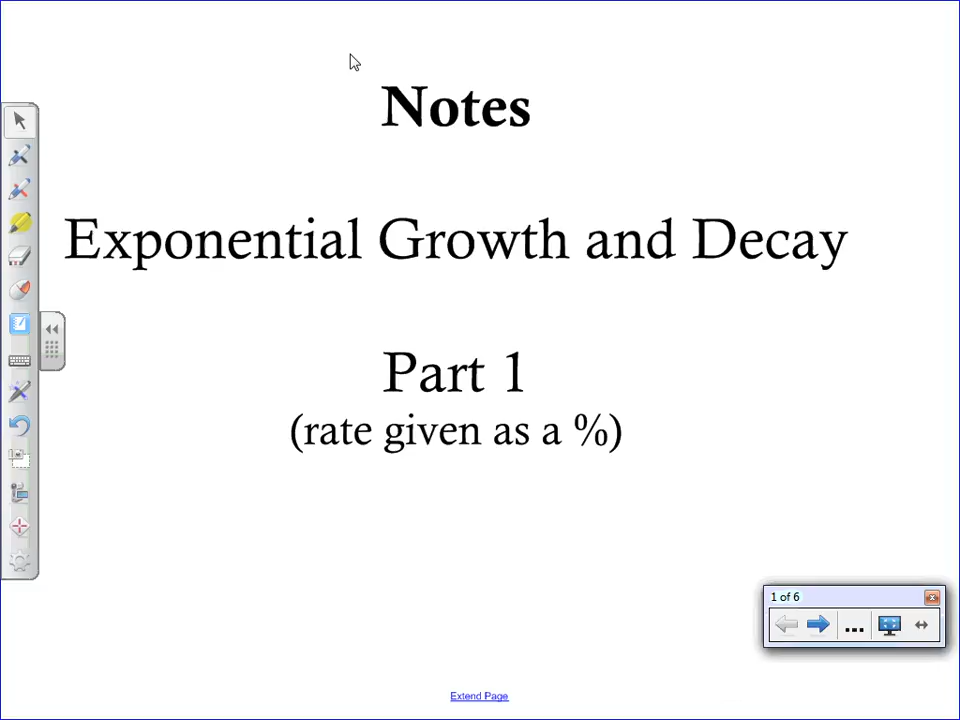 Notes
Exponential Growth and Decay
Part 1
(rate given as a %)
1 of 6
...
Extend Page